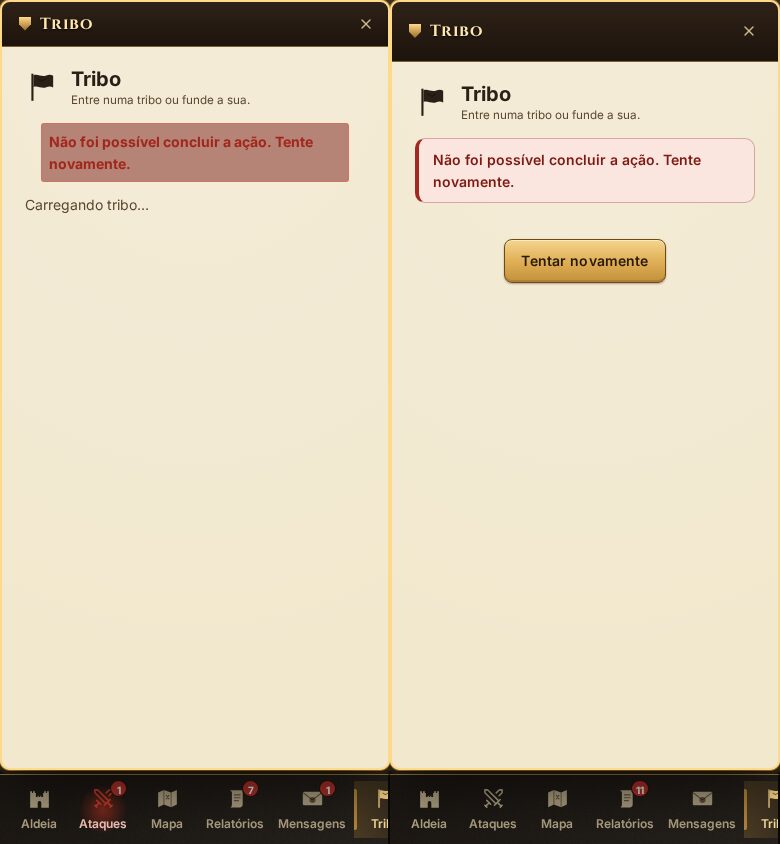 Tribo
Tribo
Entre numa tribo ou funde a sua.
Não foi possível concluir a ação. Tente
novamente.
Carregando tribo...
1
7
1
Aldeia
Ataques
Mapa
Relatórios
Mensagens
Tri
Tribo
Tribo
Entre numa tribo ou funde a sua.
Não foi possível concluir a ação. Tente
novamente.
Tentar novamente
11
Aldeia
Ataques
Mapa
Relatórios
Mensagens
Tri